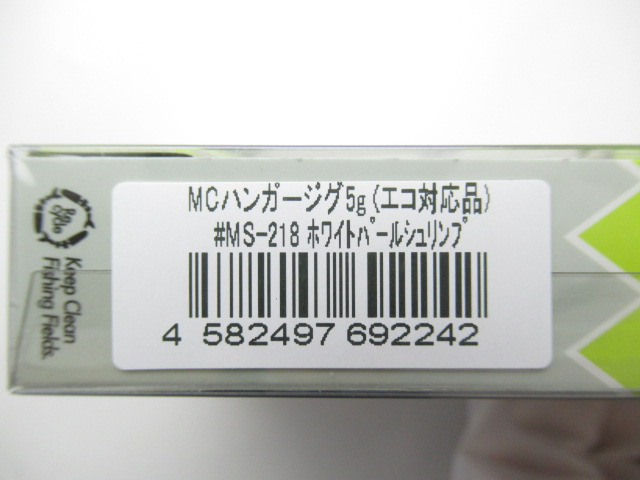 MCハンガージグ5g(エコ対応品)
#MS-218 ﾎﾜｲﾄﾊﾟｰﾙｼｭﾘﾝﾌﾟ
4 582497 692242
Keep Clean
Fishing Fields.